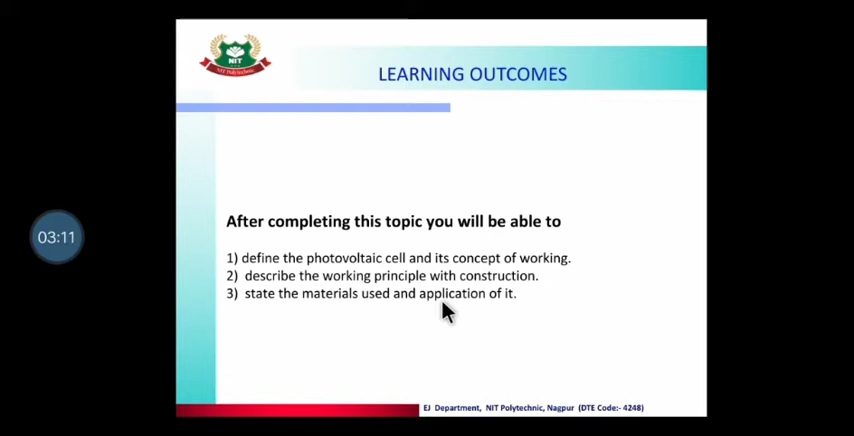 NIT
NIT Polytechnic
LEARNING OUTCOMES
03:11
After completing this topic you will be able to
1) define the photovoltaic cell and its concept of working.
2) describe the working principle with construction.
3) state the materials used and application of it.
EJ Department, NIT Polytechnic, Nagpur (DTE Code:- 4248)